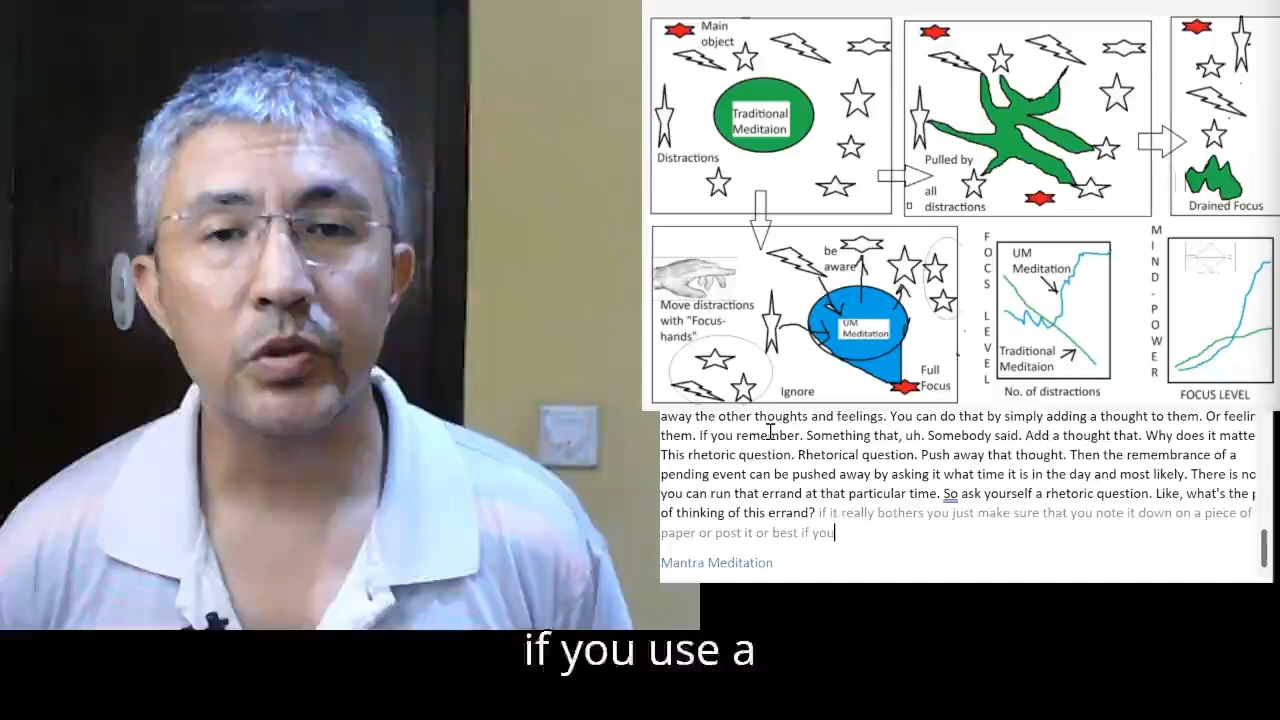 Main
object
Traditional
Meditaion
Distractions
Pulled by
all
distractions
Drained Focus
be
aware
Move distractions
with "Focus-
hands"
UM
Meditation
Ignore
Full
Focus
FOCS LEVEL
UM
Meditation
Traditional
Meditaion
No. of distractions
MIND-POWER
FOCUS LEVEL
away the other thoughts and feelings. You can do that by simply adding a thought to them. Or
them. If you remember. Something that, uh. Somebody said. Add a thought that. Why does it
This rhetoric question. Rhetorical question. Push away that thought. Then the remembrance of a
pending event can be pushed away by asking it what time it is in the day and most likely. There is
you can run that errand at that particular time. So ask yourself a rhetoric question. Like, what's the
of thinking of this errand? if it really bothers you just make sure that you note it down on a piece of
paper or post it or best if you
Mantra Meditation
if you use a